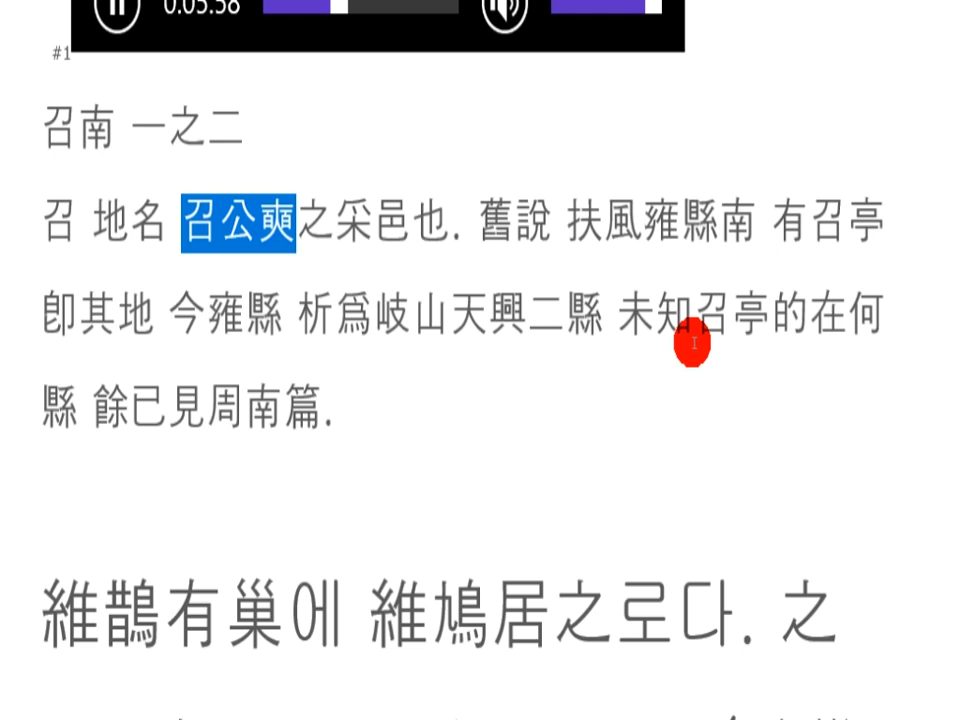 0:05:58
#1
召南 一之二
召 地名 召公奭之采邑也. 舊說 扶風雍縣南 有召亭
卽其地 今雍縣 析爲岐山天興二縣 未知召亭的在何
縣 餘已見周南篇.
維鵲有巢에 維鳩居之로다. 之